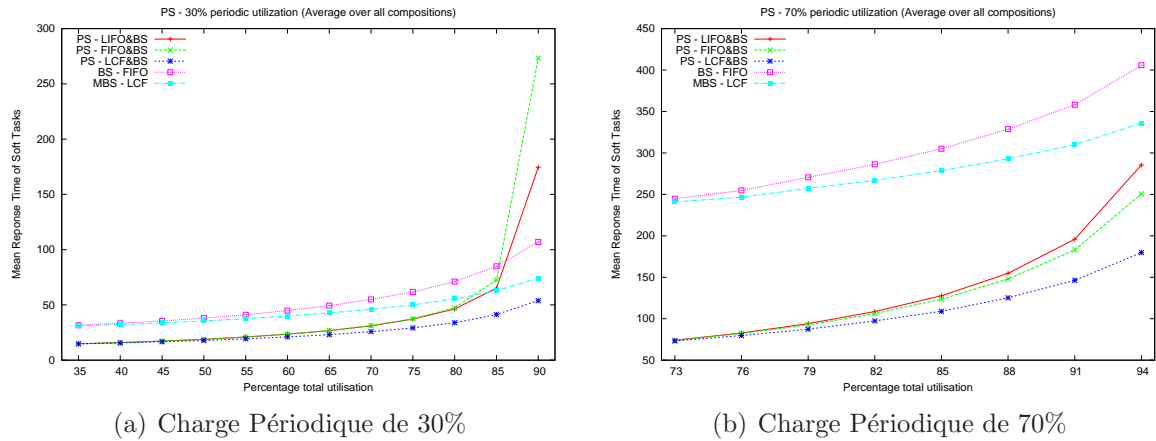 PS - 30% periodic utilization (Average over all compositions)
Mean Reponse Time of Soft Tasks
300
250
200
150
100
50
0
PS - LIFO&BS
PS - FIFO&BS
PS - LCF&BS
BS - FIFO
MBS - LCF
35 40 45 50 55 60 65 70 75 80 85 90
Percentage total utilisation
(a) Charge Périodique de 30%
PS - 70% periodic utilization (Average over all compositions)
Mean Reponse Time of Soft Tasks
450
400
350
300
250
200
150
100
50
PS - LIFO&BS
PS - FIFO&BS
PS - LCF&BS
BS - FIFO
MBS - LCF
73 76 79 82 85 88 91 94
Percentage total utilisation
(b) Charge Périodique de 70%